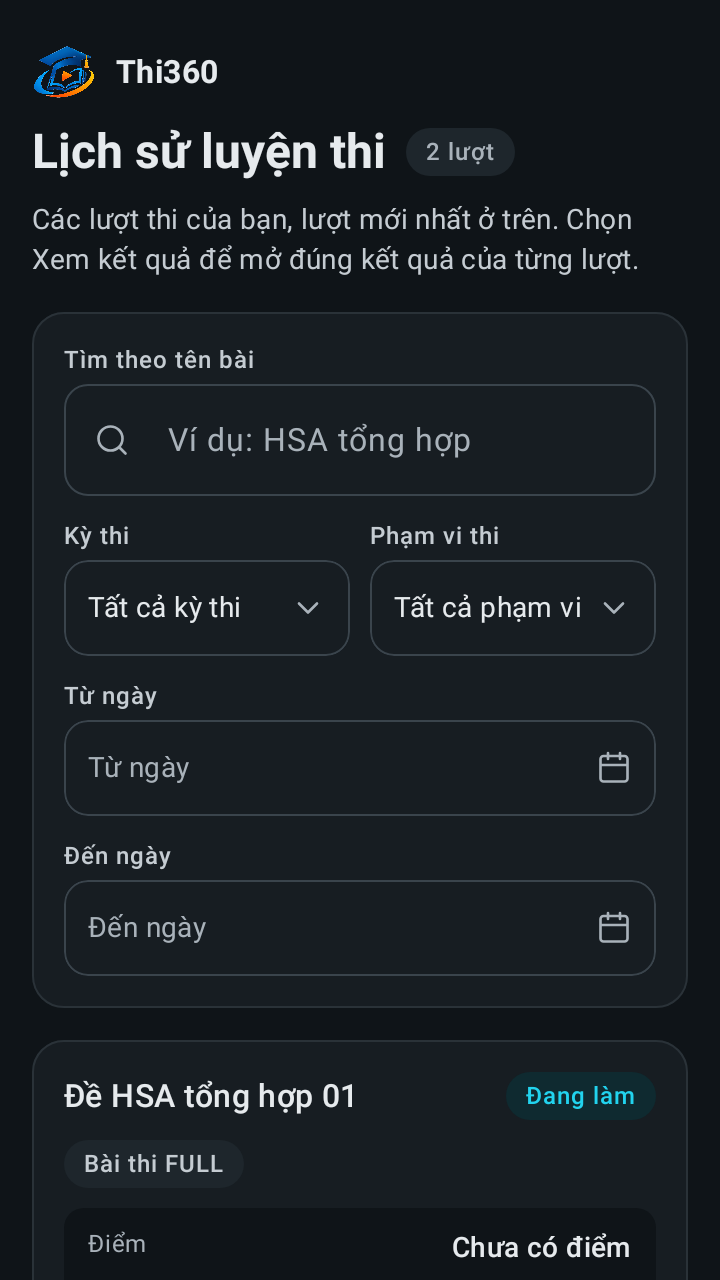 Thi360
Lịch sử luyện thi
2 lượt
Các lượt thi của bạn, lượt mới nhất ở trên. Chọn
Xem kết quả để mở đúng kết quả của từng lượt.
Tìm theo tên bài
Ví dụ: HSA tổng hợp
Kỳ thi
Phạm vi thi
Tất cả kỳ thi
Tất cả phạm vi
Từ ngày
Từ ngày
Đến ngày
Đến ngày
Đề HSA tổng hợp 01
Đang làm
Bài thi FULL
Điểm
Chưa có điểm